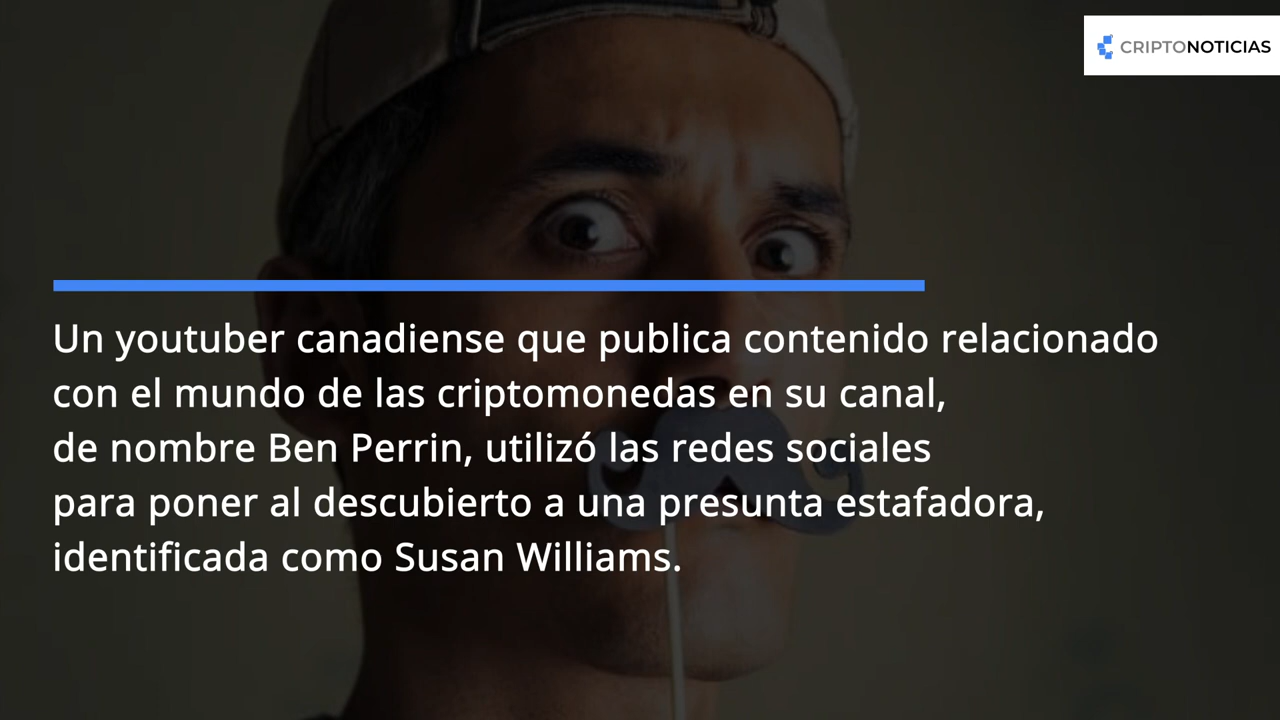 CRIPTONOTICIAS
Un youtuber canadiense que publica contenido relacionado
con el mundo de las criptomonedas en su canal,
de nombre Ben Perrin, utilizó las redes sociales
para poner al descubierto a una presunta estafadora,
identificada como Susan Williams.